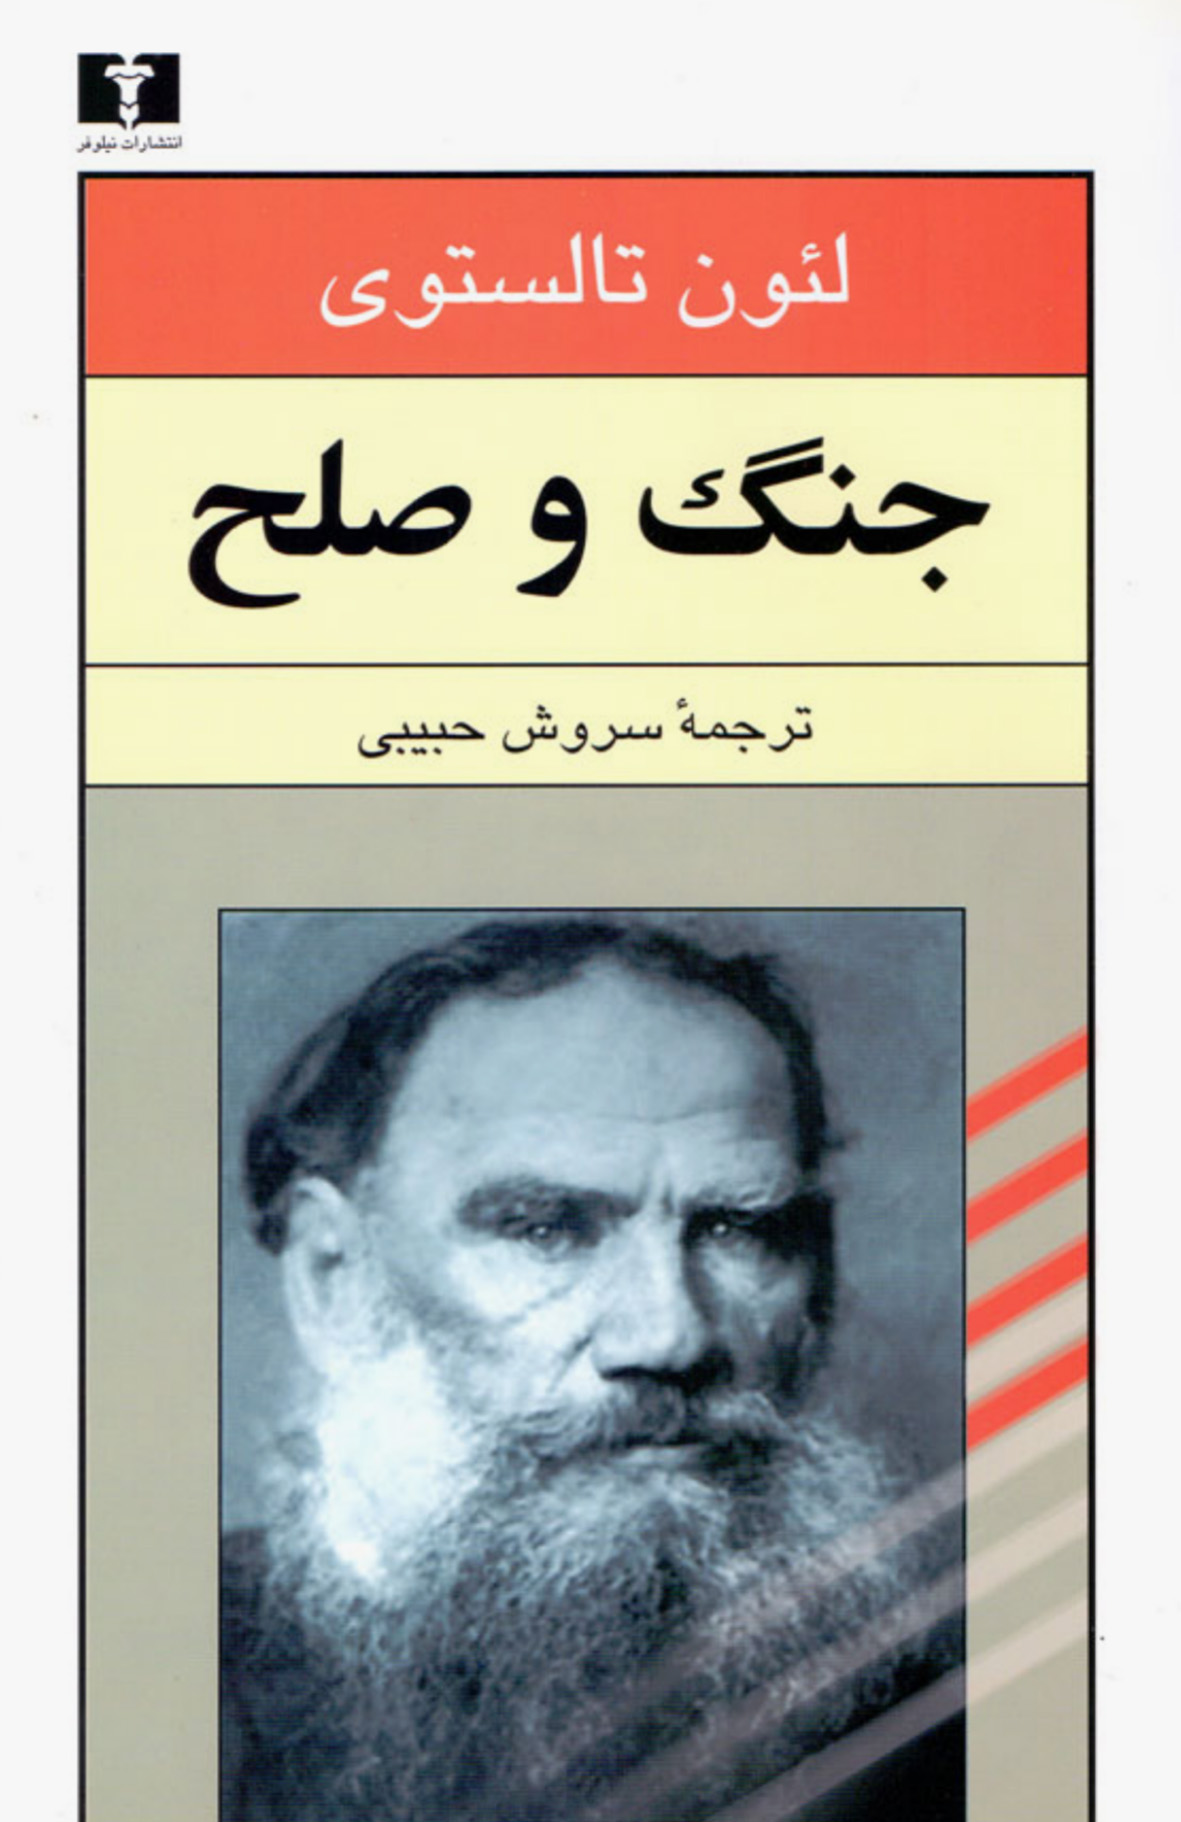 انتشارات نیلوفر
لئون تالستوی
جنگ و صلح
ترجمهٔ سروش حبیبی